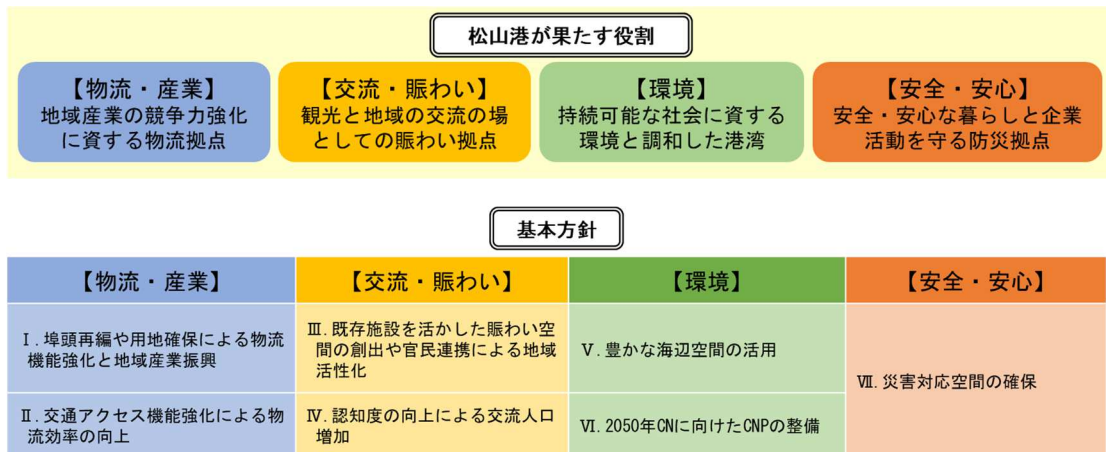 松山港が果たす役割
【物流・産業】
地域産業の競争力強化
に資する物流拠点
【交流・賑わい】
観光と地域の交流の場
としての賑わい拠点
【環境】
持続可能な社会に資する
環境と調和した港湾
【安全・安心】
安全・安心な暮らしと企業
活動を守る防災拠点
基本方針
【物流・産業】
Ⅰ. 埠頭再編や用地確保による物流
機能強化と地域産業振興
Ⅱ. 交通アクセス機能強化による物
流効率の向上
【交流・賑わい】
Ⅲ. 既存施設を活かした賑わい空
間の創出や官民連携による地域
活性化
Ⅳ. 認知度の向上による交流人口
増加
【環境】
Ⅴ. 豊かな海辺空間の活用
Ⅵ. 2050年CNに向けたCNPの整備
【安全・安心】
Ⅶ. 災害対応空間の確保